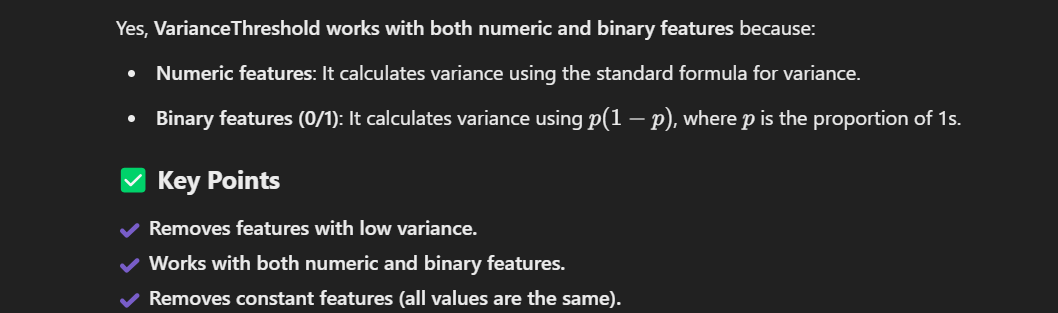 Yes, VarianceThreshold works with both numeric and binary features because:
• Numeric features: It calculates variance using the standard formula for variance.
• Binary features (0/1): It calculates variance using p(1 − p), where p is the proportion of 1s.
✅ Key Points
✔ Removes features with low variance.
✔ Works with both numeric and binary features.
✔ Removes constant features (all values are the same).